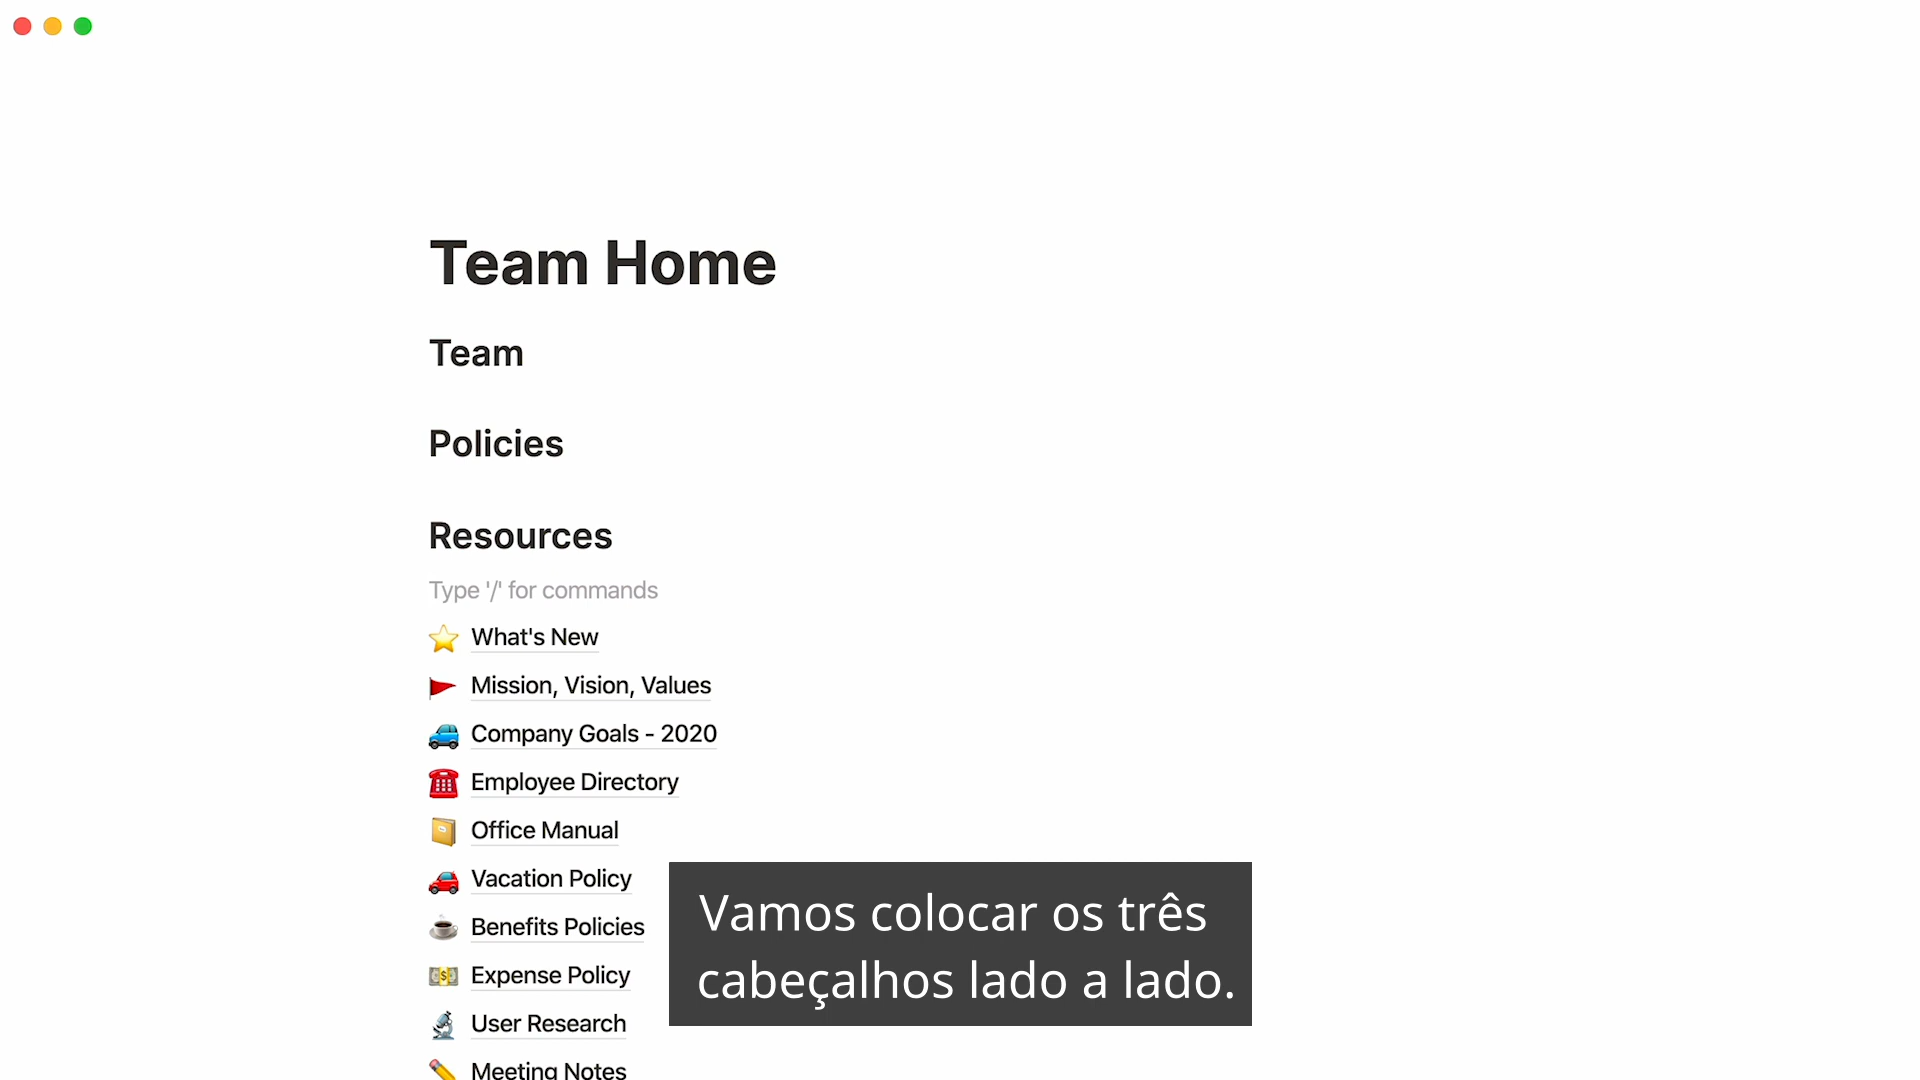 Team Home
Team
Policies
Resources
Type '/' for commands
What's New
Mission, Vision, Values
Company Goals - 2020
Employee Directory
Office Manual
Vacation Policy
Benefits Policies
Expense Policy
User Research
Meeting Notes
Vamos colocar os três
cabeçalhos lado a lado.